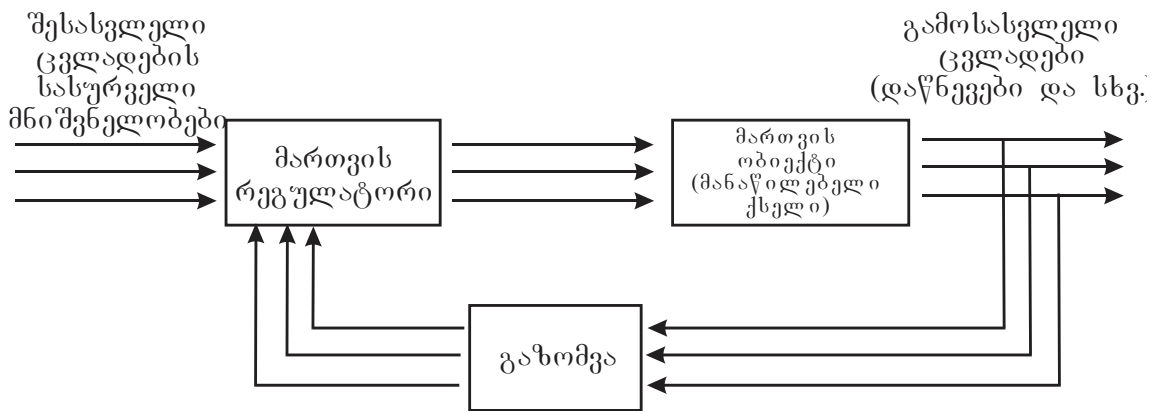 შესასვლელი
ცვლადების
სასურველი
მნიშვნელობები
გამოსასვლელი
ცვლადები
(დაწნევები და სხვ.)
მართვის
რეგულატორი
მართვის
ობიექტი
(მანაწილებელი
ქსელი)
გაზომვა